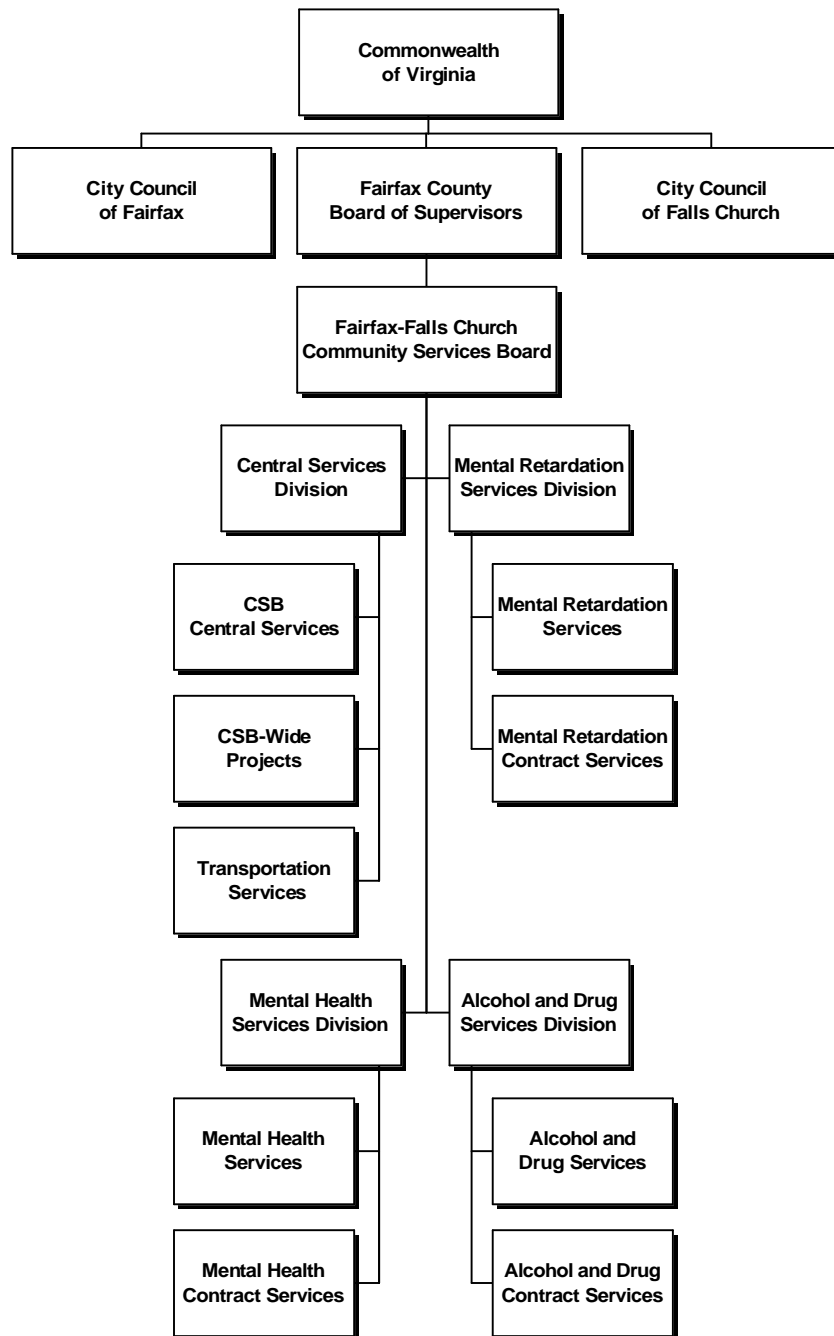 Commonwealth
of Virginia
City Council
of Fairfax
Fairfax County
Board of Supervisors
City Council
of Falls Church
Fairfax-Falls Church
Community Services Board
Central Services
Division
Mental Retardation
Services Division
CSB
Central Services
Mental Retardation
Services
CSB-Wide
Projects
Mental Retardation
Contract Services
Transportation
Services
Mental Health
Services Division
Alcohol and Drug
Services Division
Mental Health
Services
Alcohol and
Drug Services
Mental Health
Contract Services
Alcohol and Drug
Contract Services